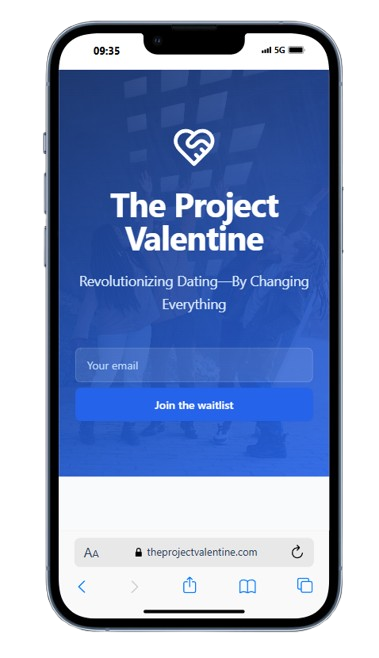 09:35
5G
The Project
Valentine
Revolutionizing Dating—By Changing
Everything
Your email
Join the waitlist
AA
theprojectvalentine.com